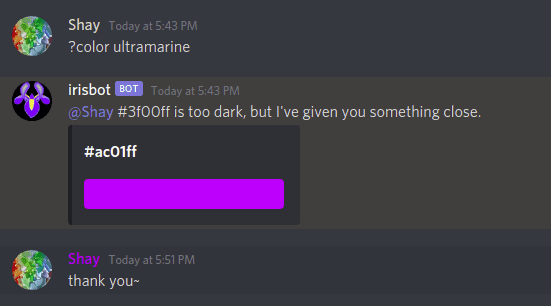 Shay Today at 5:43 PM
?color ultramarine
irisbot BOT Today at 5:43 PM
@Shay #3f00ff is too dark, but I've given you something close.
#ac01ff
Shay Today at 5:51 PM
thank you~